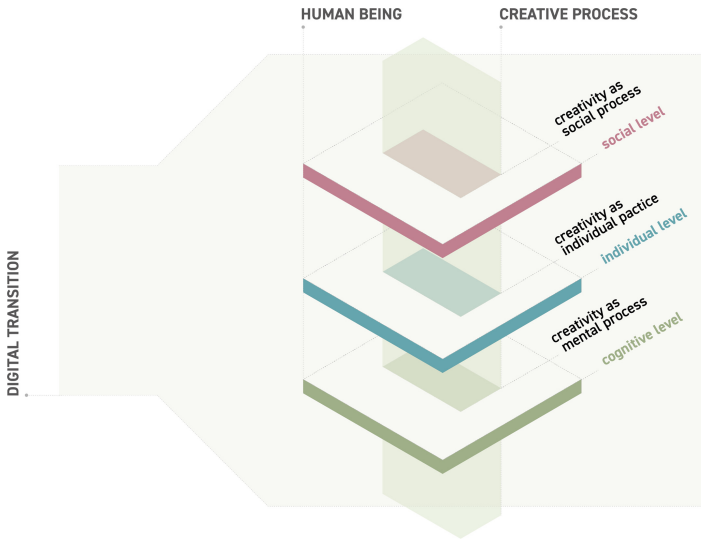 HUMAN BEING
CREATIVE PROCESS
creativity as
social process
social level
creativity as
individual pactice
individual level
creativity as
mental process
cognitive level
DIGITAL TRANSITION